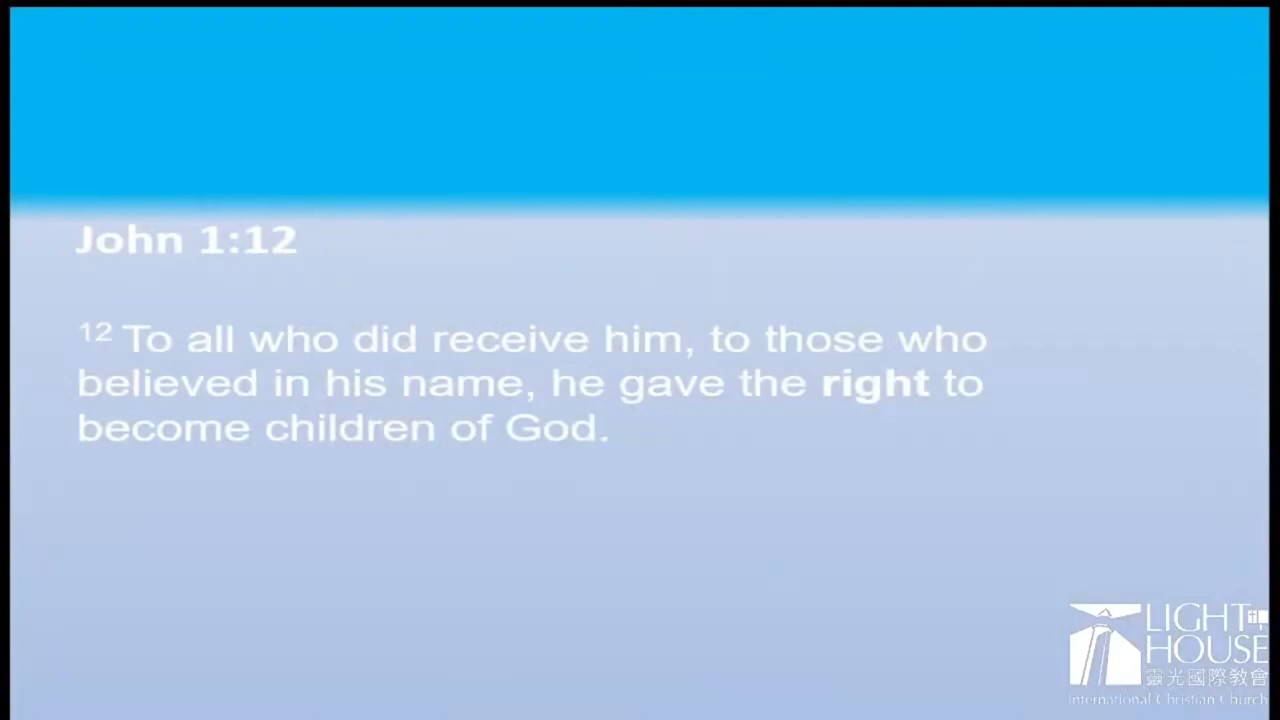 John 1:12
12 To all who did receive him, to those who
believed in his name, he gave the right to
become children of God.
LIGHT
HOUSE
靈光國際教會
International Christian Church